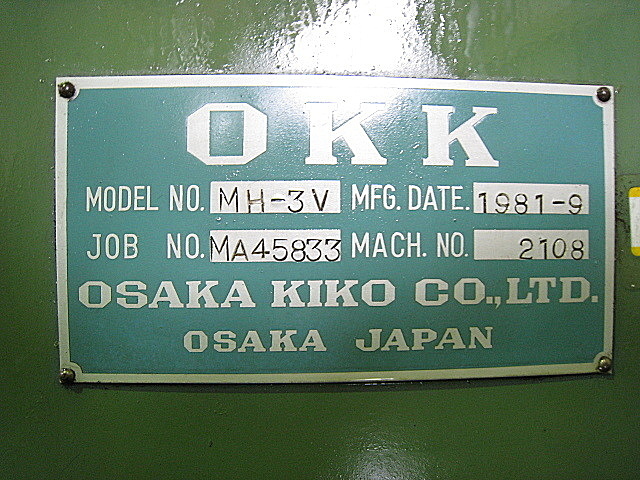 OKK
MODEL NO. MH-3V MFG. DATE. 1981-9
JOB NO. MA45833 MACH. NO. 2108
OSAKA KIKO CO., LTD.
OSAKA JAPAN